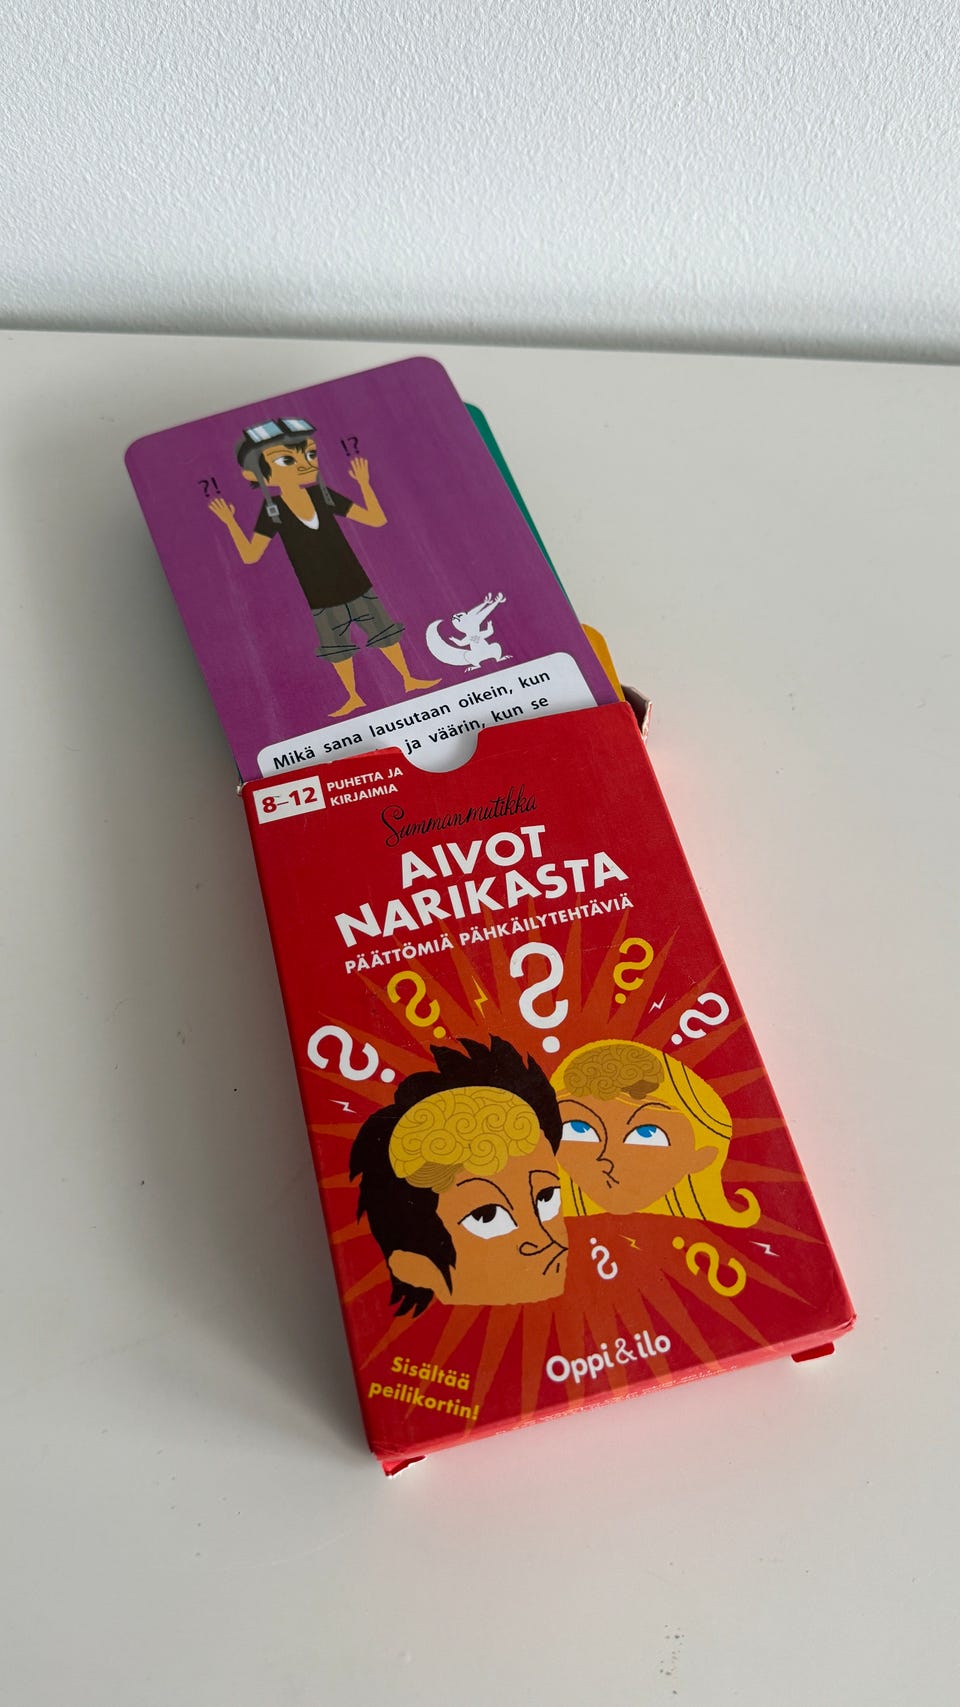 ?!
!?
Mikä sana lausutaan oikein, kun
ja väärin, kun se
8–12
PUHETTA JA
KIRJAIMIA
Summanmutikka
AIVOT
NARIKASTA
PÄÄTTÖMIÄ PÄHKÄILYTEHTÄVIÄ
? ? ? ? ?
? ?
Sisältää
peilikortin!
Oppi&ilo